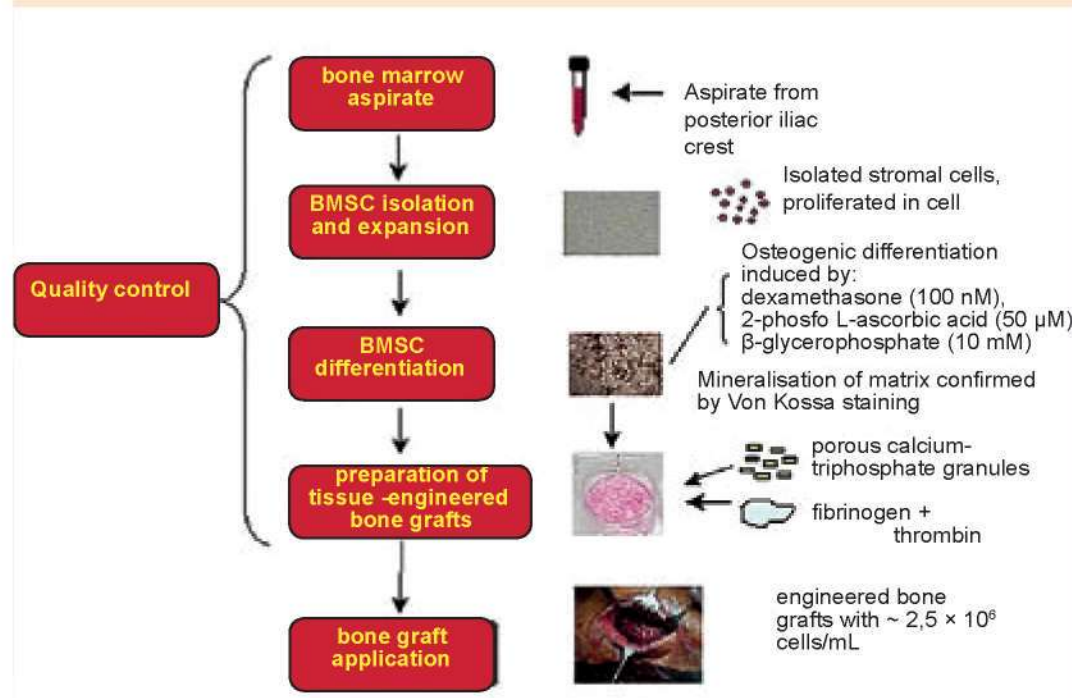 bone marrow
aspirate
Aspirate from
posterior iliac
crest
BMSC isolation
and expansion
Isolated stromal cells,
proliferated in cell
Quality control
BMSC
differentiation
Osteogenic differentiation
induced by:
dexamethasone (100 nM),
2-phosfo L-ascorbic acid (50 µM)
β-glycerophosphate (10 mM)
Mineralisation of matrix confirmed
by Von Kossa staining
preparation of
tissue -engineered
bone grafts
porous calcium-
triphosphate granules
fibrinogen +
thrombin
bone graft
application
engineered bone
grafts with ~ 2,5 × 10⁶
cells/mL